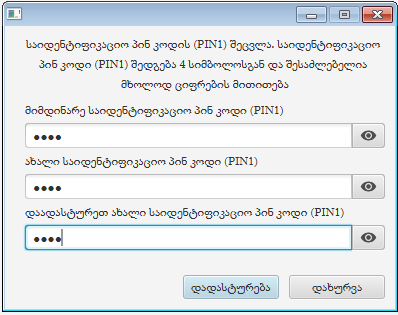 საიდენტიფიკაციო პინ კოდის (PIN1) შეცვლა. საიდენტიფიკაციო
პინ კოდი (PIN1) შედგება 4 სიმბოლოსგან და შესაძლებელია
მხოლოდ ციფრების მითითება
მიმდინარე საიდენტიფიკაციო პინ კოდი (PIN1)
●●●●
ახალი საიდენტიფიკაციო პინ კოდი (PIN1)
●●●●
დაადასტურეთ ახალი საიდენტიფიკაციო პინ კოდი (PIN1)
●●●●
დადასტურება დახურვა